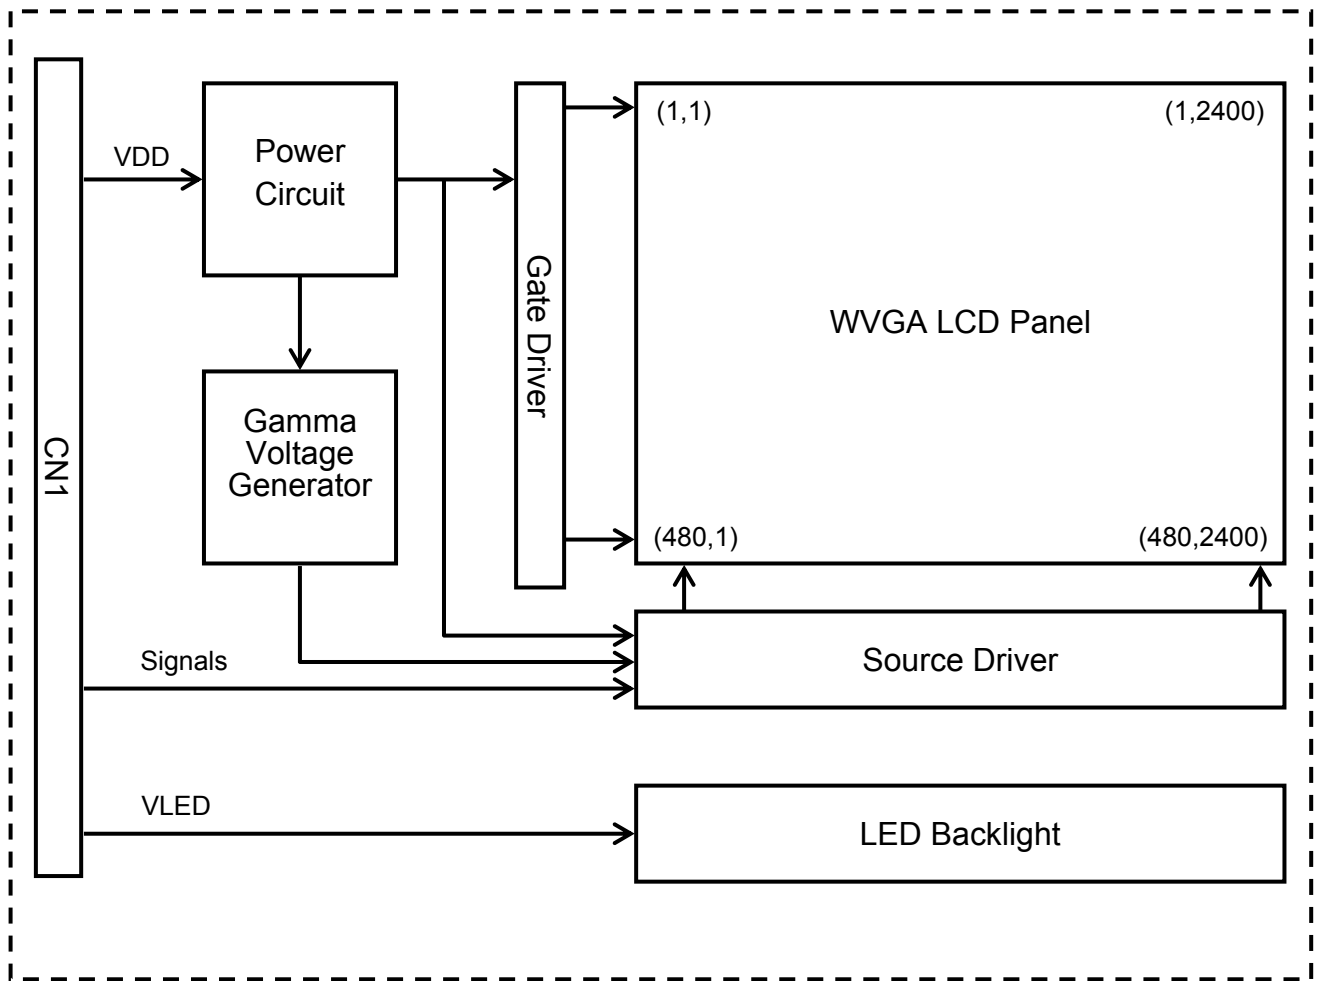 (1,1)
(1,2400)
VDD
Power
Circuit
Gate Driver
WVGA LCD Panel
Gamma
Voltage
Generator
CN1
(480,1)
(480,2400)
Signals
Source Driver
VLED
LED Backlight